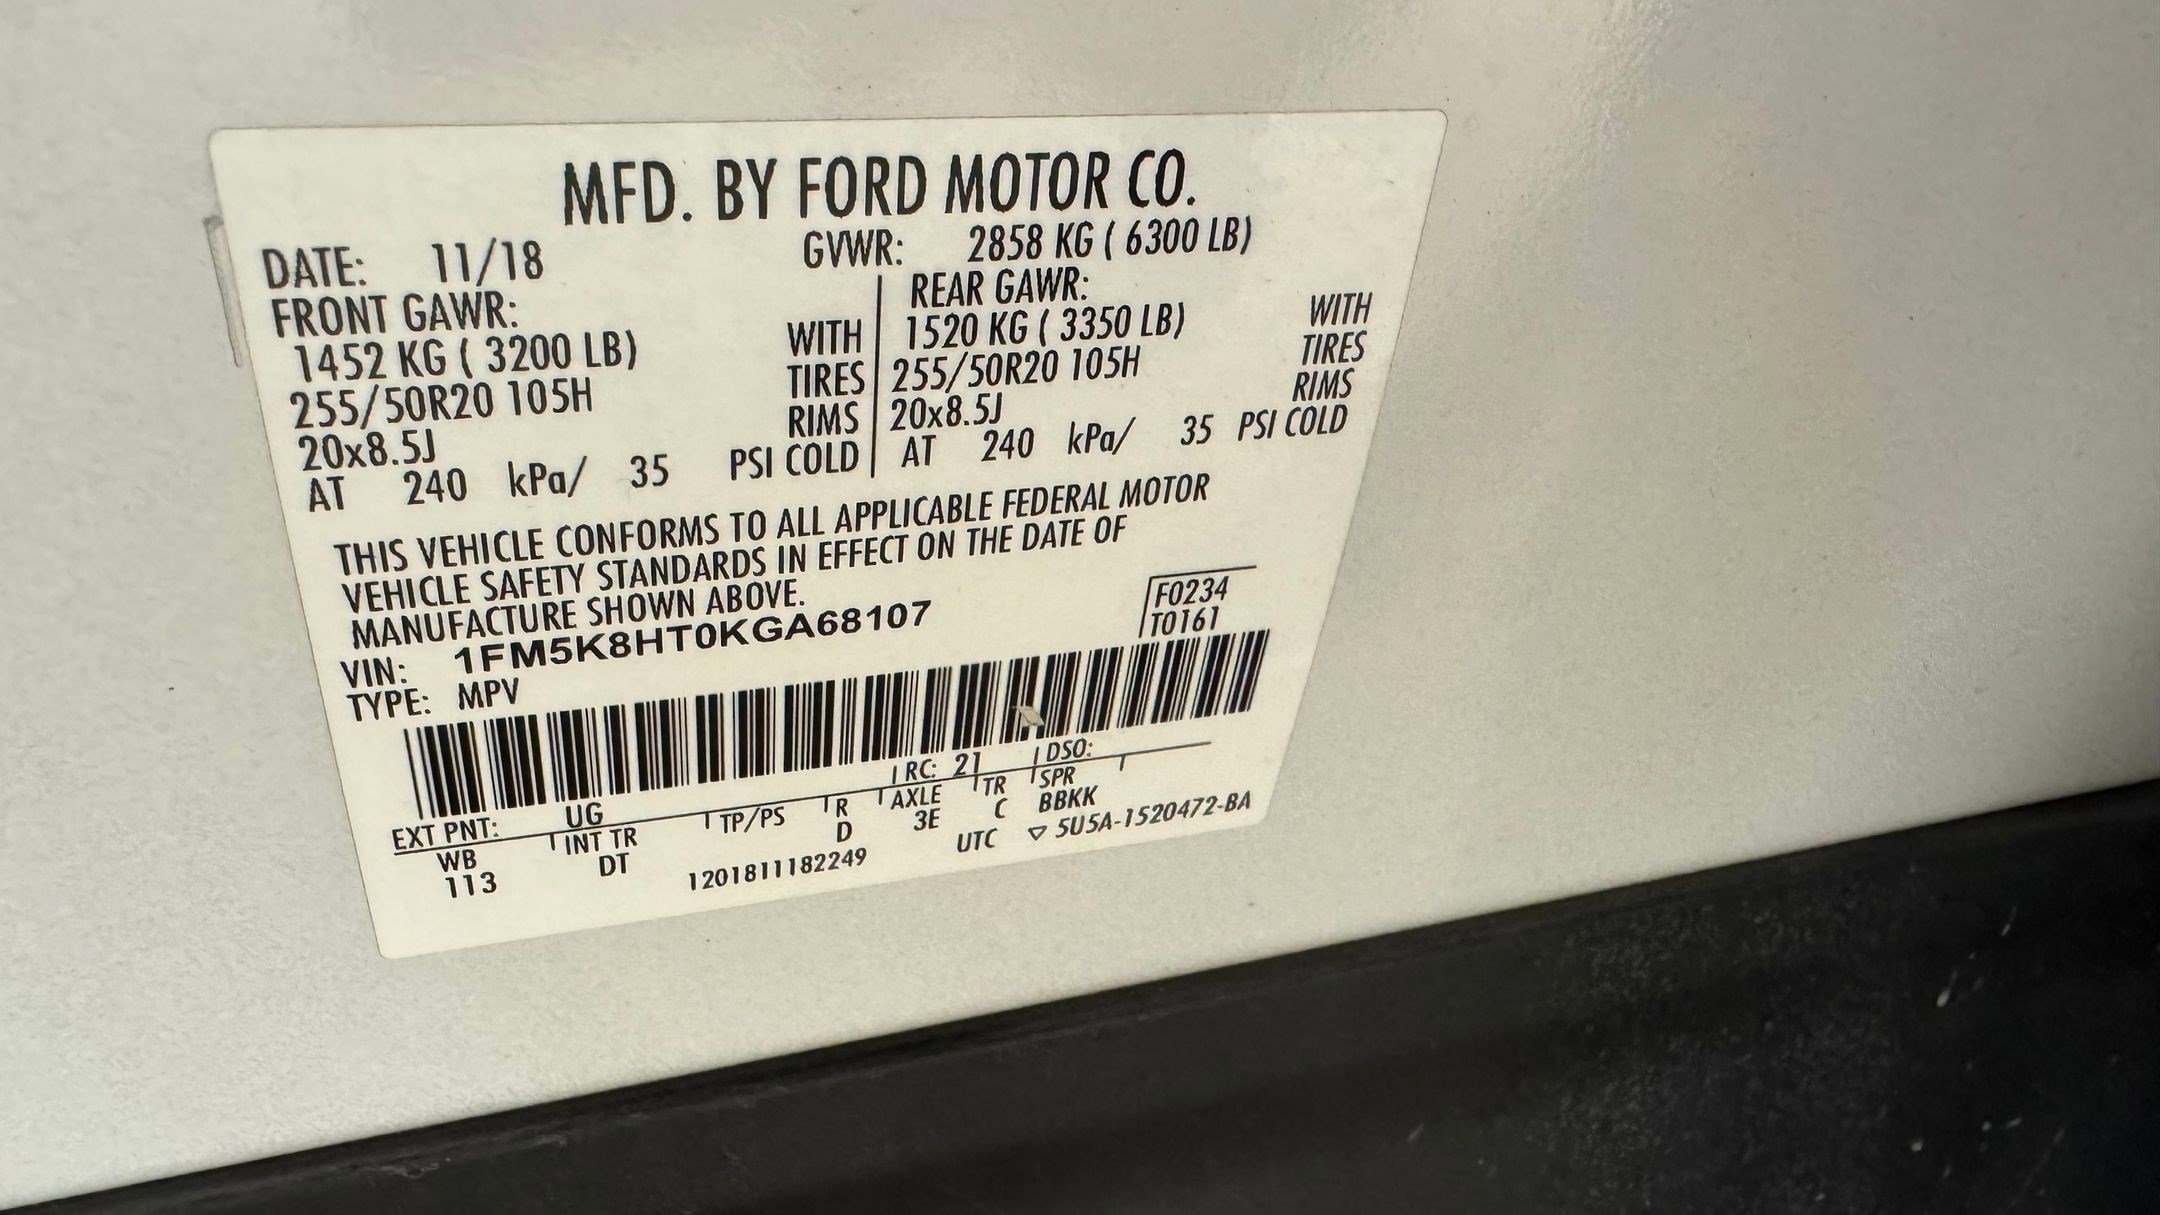 MFD. BY FORD MOTOR CO.
DATE: 11/18 GVWR: 2858 KG ( 6300 LB)
FRONT GAWR: REAR GAWR:
1452 KG ( 3200 LB) WITH 1520 KG ( 3350 LB) WITH
255/50R20 105H TIRES 255/50R20 105H TIRES
20x8.5J RIMS 20x8.5J RIMS
AT 240 kPa/ 35 PSI COLD AT 240 kPa/ 35 PSI COLD
THIS VEHICLE CONFORMS TO ALL APPLICABLE FEDERAL MOTOR
VEHICLE SAFETY STANDARDS IN EFFECT ON THE DATE OF
MANUFACTURE SHOWN ABOVE.
VIN: 1FM5K8HT0KGA68107 F0234
TYPE: MPV T0161
EXT PNT: UG RC: 21 DSO:
WB INT TR TP/PS R AXLE TR SPR
113 DT D 3E C BBKK
1201811182249 UTC ▽ 5U5A-1520472-BA